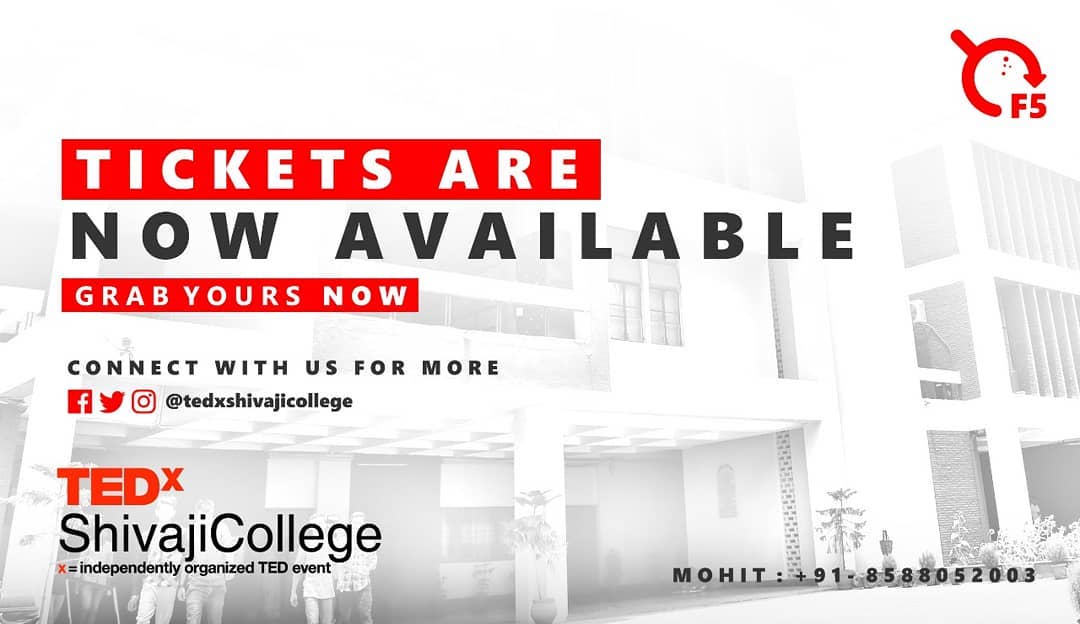 F5
TICKETS ARE
NOW AVAILABLE
GRAB YOURS NOW
CONNECT WITH US FOR MORE
@tedxshivajicollege
TEDx
ShivajiCollege
x = independently organized TED event
MOHIT : +91- 8588052003